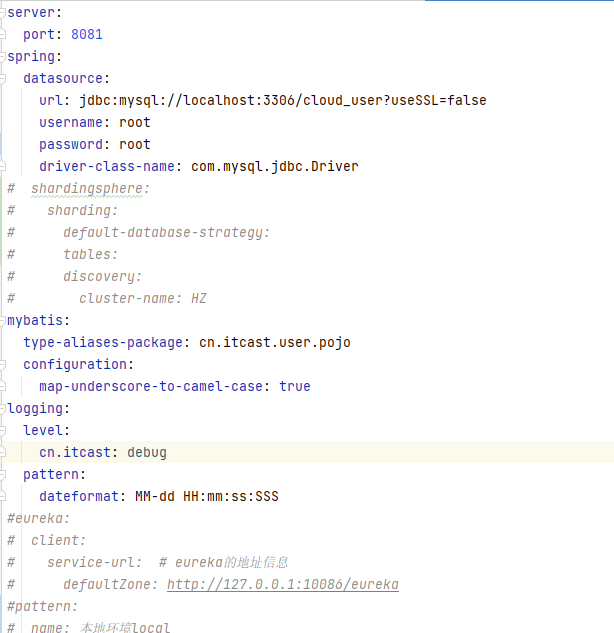 server:
  port: 8081
spring:
  datasource:
    url: jdbc:mysql://localhost:3306/cloud_user?useSSL=false
    username: root
    password: root
    driver-class-name: com.mysql.jdbc.Driver
#  shardingsphere:
#    sharding:
#      default-database-strategy:
#      tables:
#      discovery:
#        cluster-name: HZ
mybatis:
  type-aliases-package: cn.itcast.user.pojo
  configuration:
    map-underscore-to-camel-case: true
logging:
  level:
    cn.itcast: debug
  pattern:
    dateformat: MM-dd HH:mm:ss:SSS
#eureka:
#  client:
#    service-url:  # eureka的地址信息
#      defaultZone: http://127.0.0.1:10086/eureka
#pattern:
#  name: 本地环境local